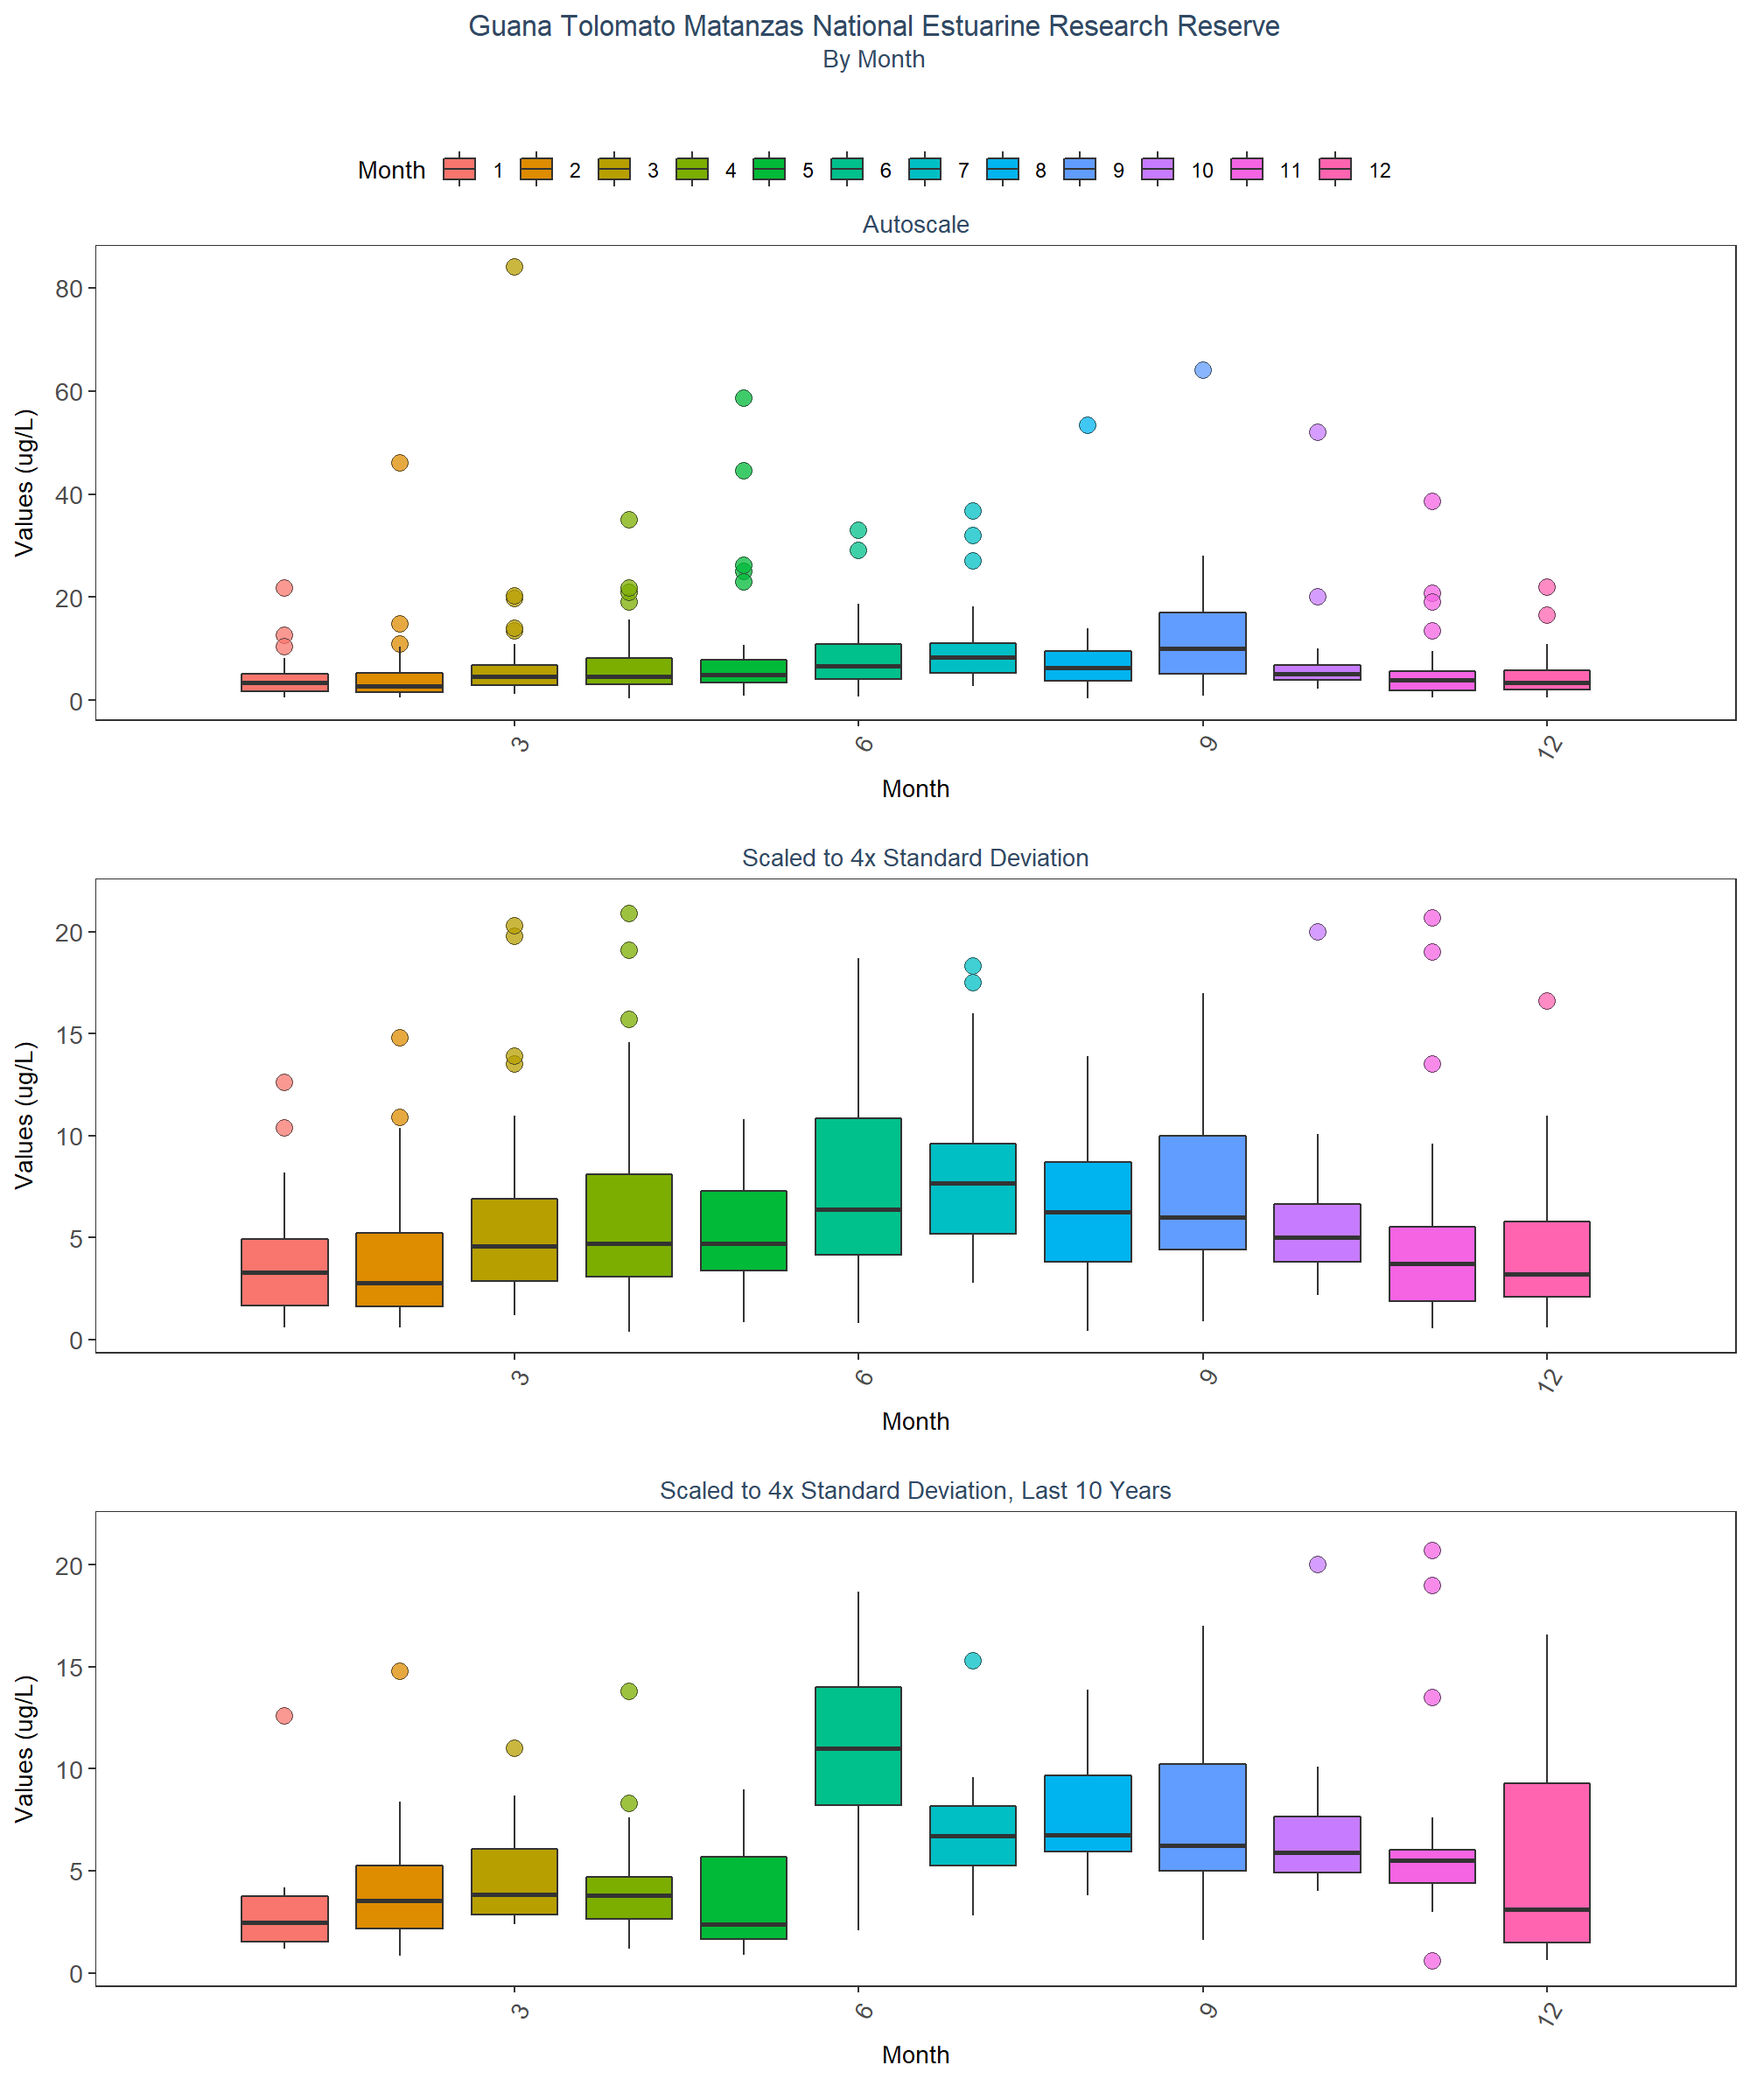 Guana Tolomato Matanzas National Estuarine Research Reserve
By Month
Month 1 2 3 4 5 6 7 8 9 10 11 12
Autoscale
Values (ug/L)
80
60
40
20
0
3 6 9 12
Month
Scaled to 4x Standard Deviation
Values (ug/L)
20
15
10
5
0
3 6 9 12
Month
Scaled to 4x Standard Deviation, Last 10 Years
Values (ug/L)
20
15
10
5
0
3 6 9 12
Month